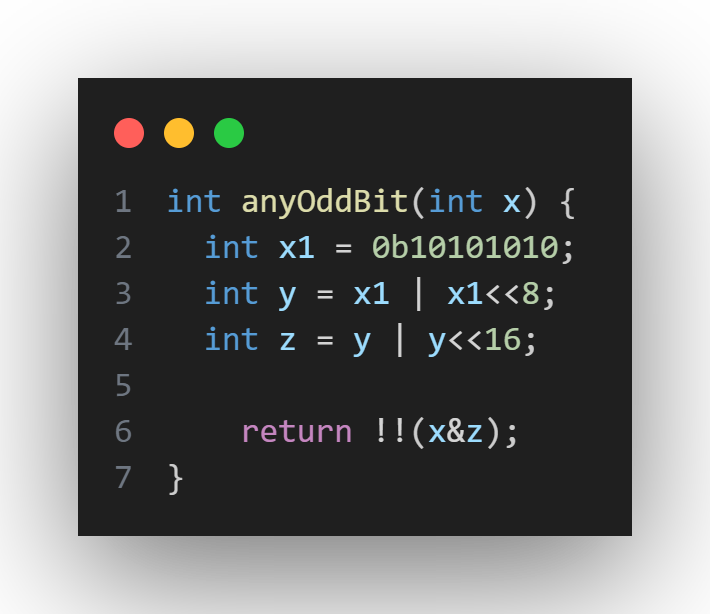 1 int anyOddBit(int x) {
2   int x1 = 0b10101010;
3   int y = x1 | x1<<8;
4   int z = y | y<<16;
5
6     return !!(x&z);
7 }